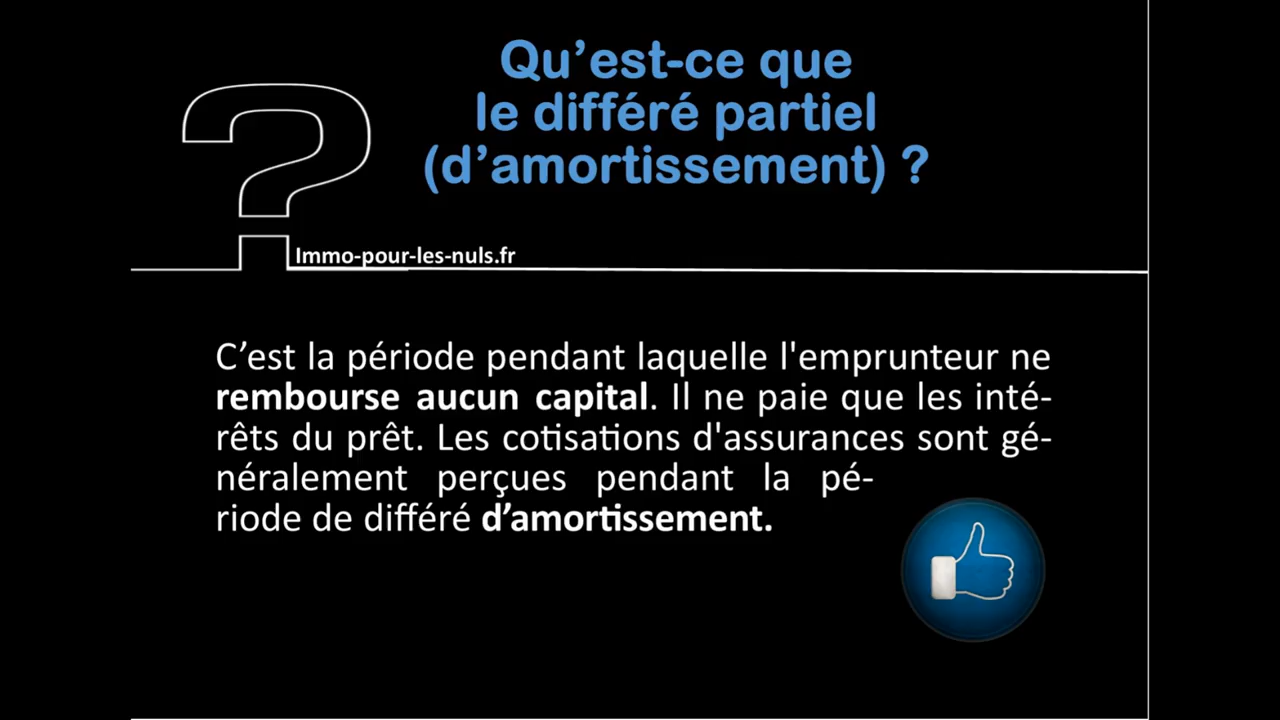 Qu’est-ce que
le différé partiel
(d’amortissement) ?
Immo-pour-les-nuls.fr
C’est la période pendant laquelle l'emprunteur ne
rembourse aucun capital. Il ne paie que les inté-
rêts du prêt. Les cotisations d'assurances sont gé-
néralement perçues pendant la pé-
riode de différé d’amortissement.